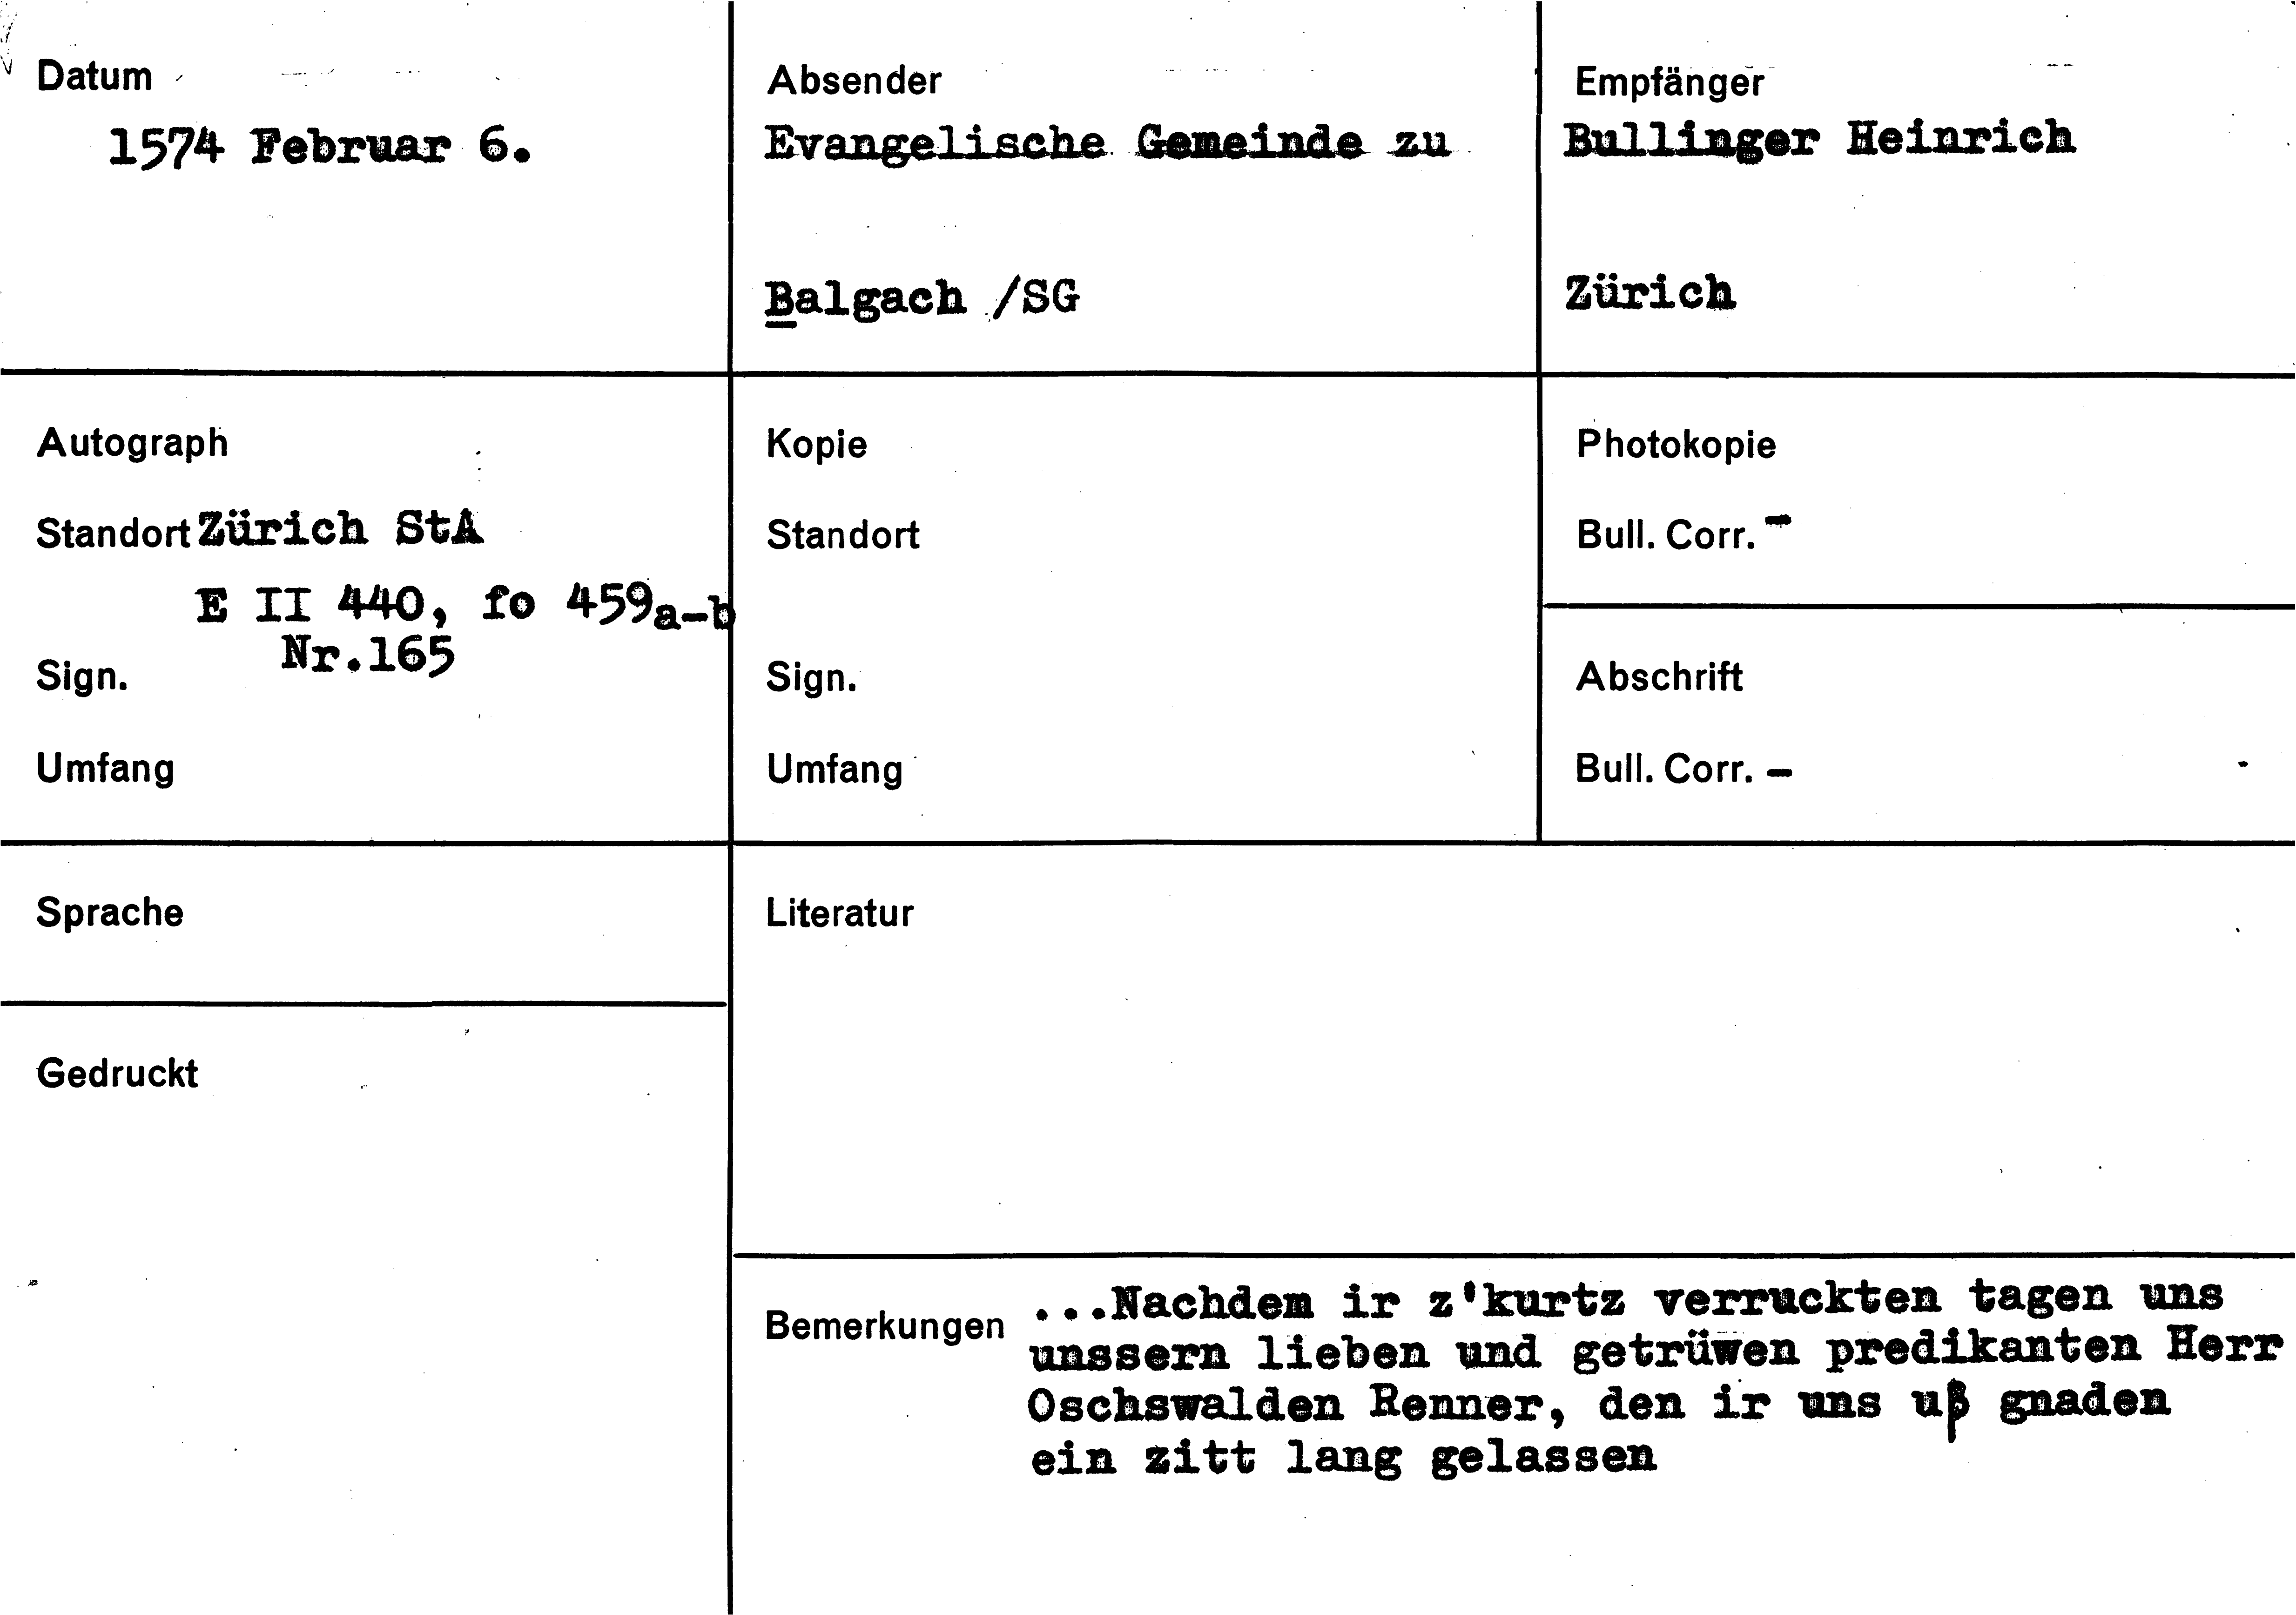 Datum
1574 Februar 6.
Absender
Evangelische Gemeinde zu
Balgach /SG
Empfänger
Bullinger Heinrich
Zürich
Autograph
Standort Zürich StA
E II 440, fo 459a-b
Nr.165
Sign.
Umfang
Kopie
Standort
Sign.
Umfang
Photokopie
Bull. Corr. -
Abschrift
Bull. Corr. -
Sprache
Gedruckt
Literatur
Bemerkungen ...Nachdem ir z'kurtz verruckten tagen uns
unssern lieben und getrüwen predikanten Herr
Oschswalden Renner, den ir uns uß gnaden
ein zitt lang gelassen